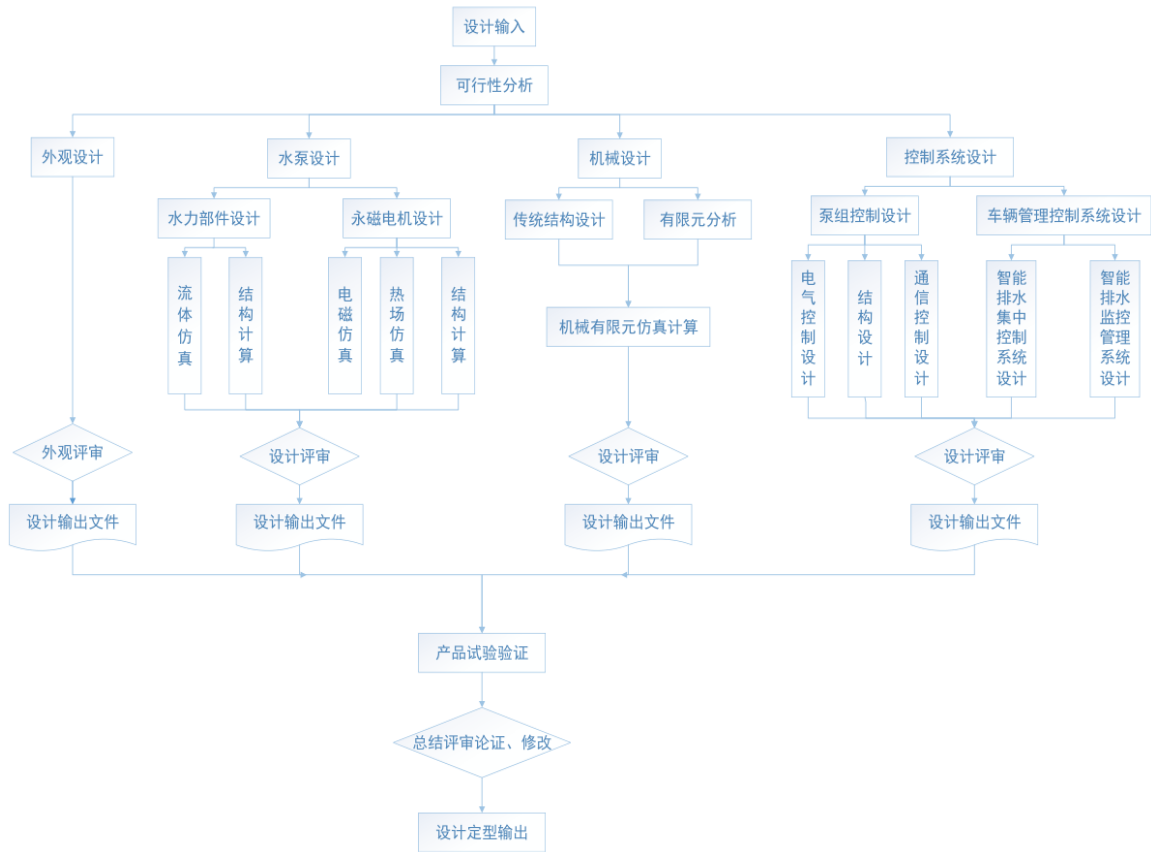 设计输入
可行性分析
外观设计
水泵设计
机械设计
控制系统设计
水力部件设计
永磁电机设计
传统结构设计
有限元分析
泵组控制设计
车辆管理控制系统设计
流体仿真
结构计算
电磁仿真
热场仿真
结构计算
机械有限元仿真计算
电气控制设计
结构设计
通信控制设计
智能
排水
集中
控制
系统
设计
智能
排水
监控
管理
系统
设计
外观评审
设计评审
设计评审
设计评审
设计输出文件
设计输出文件
设计输出文件
设计输出文件
产品试验验证
总结评审论证、修改
设计定型输出